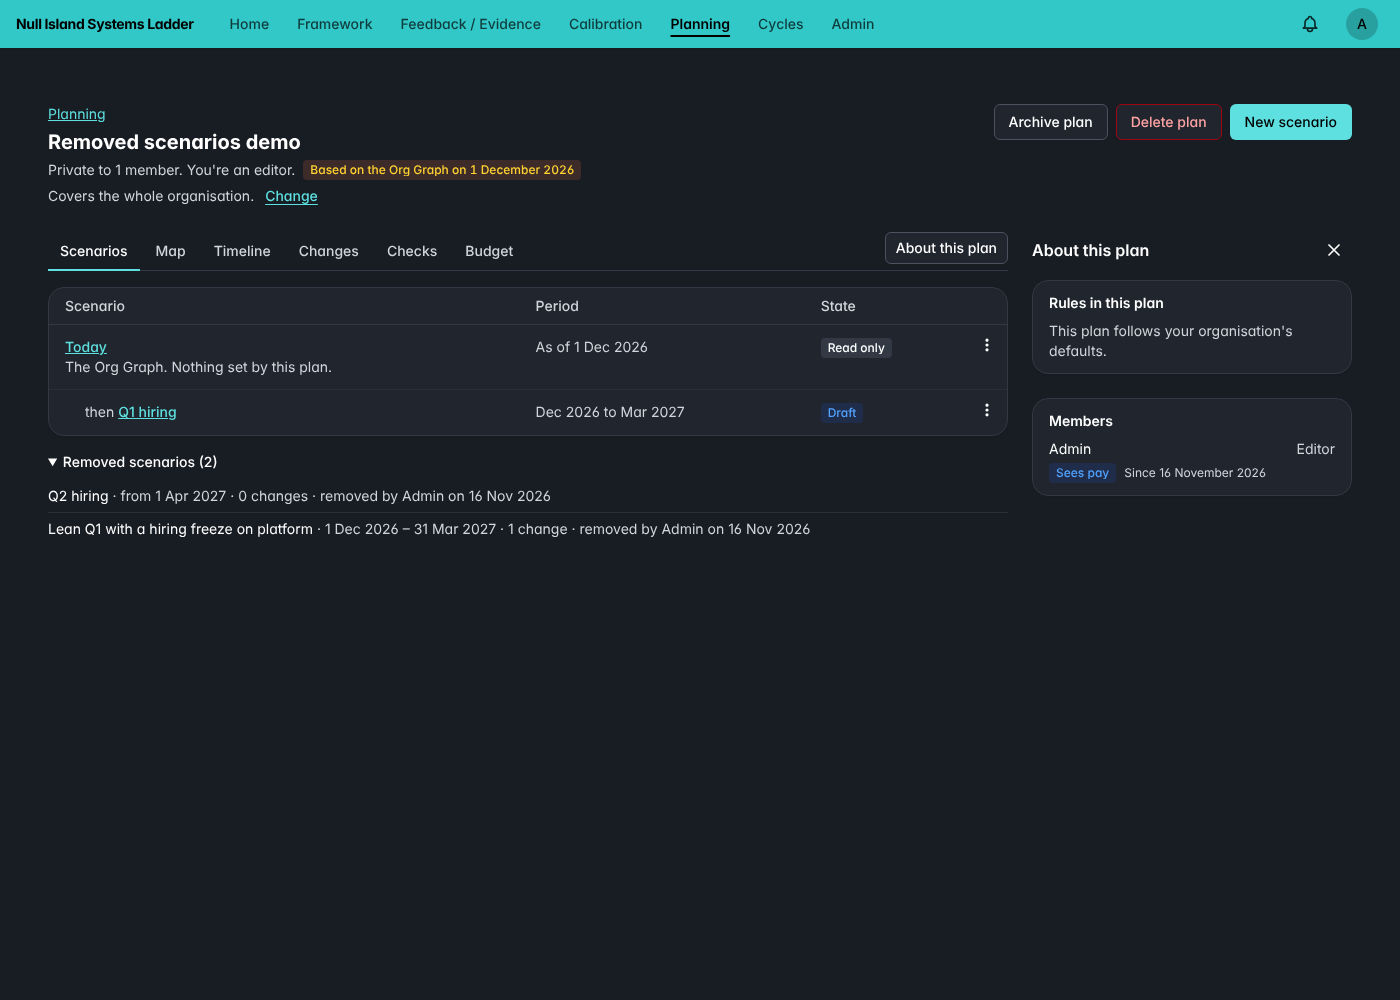 Null Island Systems Ladder
Home
Framework
Feedback / Evidence
Calibration
Planning
Cycles
Admin
A
Planning
Removed scenarios demo
Private to 1 member. You're an editor.
Based on the Org Graph on 1 December 2026
Covers the whole organisation. Change
Archive plan
Delete plan
New scenario
Scenarios
Map
Timeline
Changes
Checks
Budget
About this plan
Scenario
Period
State
Today
The Org Graph. Nothing set by this plan.
As of 1 Dec 2026
Read only
then Q1 hiring
Dec 2026 to Mar 2027
Draft
Removed scenarios (2)
Q2 hiring · from 1 Apr 2027 · 0 changes · removed by Admin on 16 Nov 2026
Lean Q1 with a hiring freeze on platform · 1 Dec 2026 – 31 Mar 2027 · 1 change · removed by Admin on 16 Nov 2026
About this plan
Rules in this plan
This plan follows your organisation's
defaults.
Members
Admin
Editor
Sees pay
Since 16 November 2026